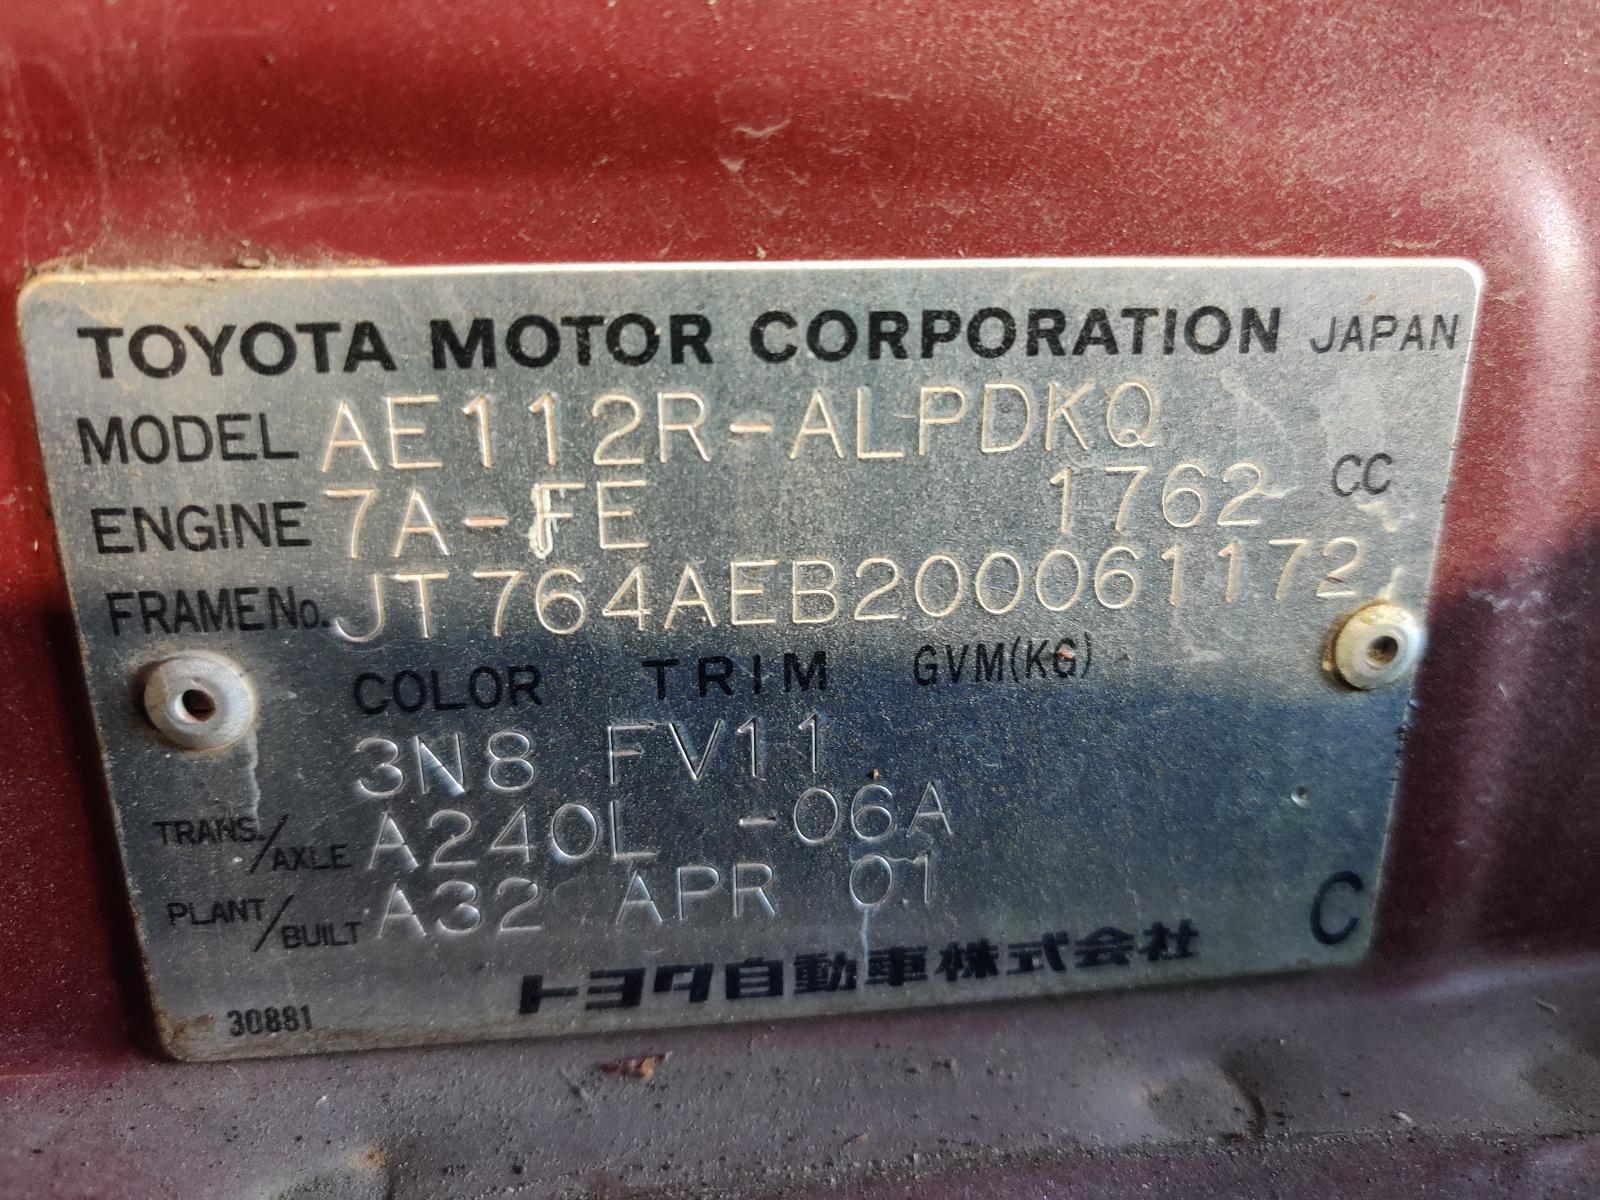 TOYOTA MOTOR CORPORATION JAPAN
MODEL AE112R-ALPDKQ
ENGINE 7A-FE 1762 CC
FRAME No. JT764AEB200061172
COLOR TRIM GVM(KG)
3N8 FV11
TRANS./AXLE A240L -06A
PLANT/BUILT A32 APR 01
C
トヨタ自動車株式会社
30881